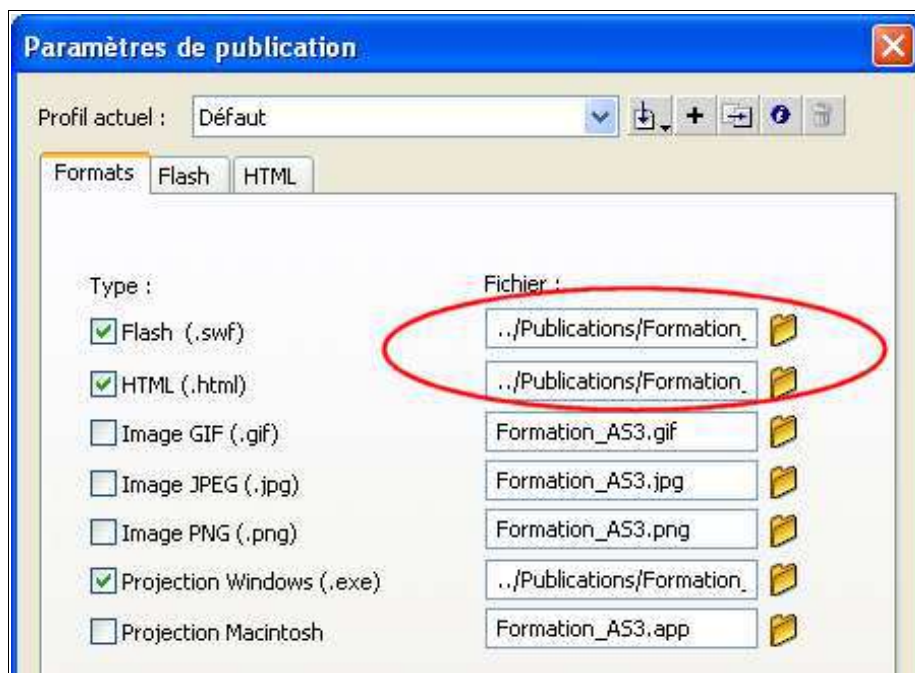 Paramètres de publication
Profil actuel : Défaut
Formats Flash HTML
Type : Fichier :
Flash (.swf) ../Publications/Formation_
HTML (.html) ../Publications/Formation_
Image GIF (.gif) Formation_AS3.gif
Image JPEG (.jpg) Formation_AS3.jpg
Image PNG (.png) Formation_AS3.png
Projection Windows (.exe) ../Publications/Formation_
Projection Macintosh Formation_AS3.app